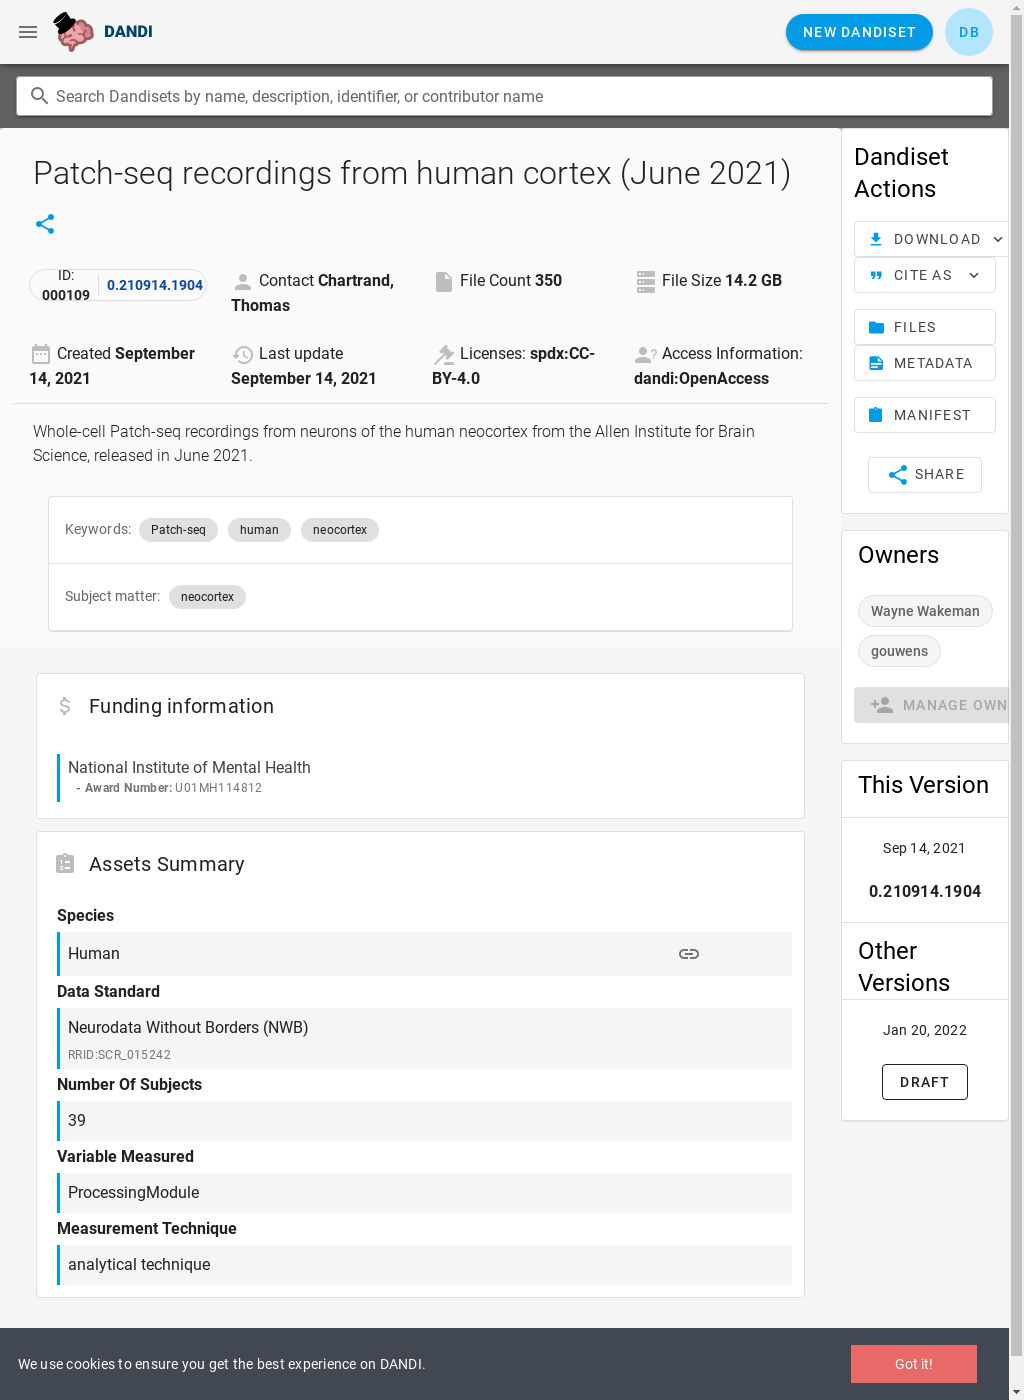 DANDI
NEW DANDISET
DB
Search Dandisets by name, description, identifier, or contributor name
Patch-seq recordings from human cortex (June 2021)
ID:
000109
0.210914.1904
Contact Chartrand,
Thomas
File Count 350
File Size 14.2 GB
Created September
14, 2021
Last update
September 14, 2021
Licenses: spdx:CC-
BY-4.0
Access Information:
dandi:OpenAccess
Whole-cell Patch-seq recordings from neurons of the human neocortex from the Allen Institute for Brain
Science, released in June 2021.
Keywords: Patch-seq human neocortex
Subject matter: neocortex
Funding information
National Institute of Mental Health
- Award Number: U01MH114812
Assets Summary
Species
Human
Data Standard
Neurodata Without Borders (NWB)
RRID:SCR_015242
Number Of Subjects
39
Variable Measured
ProcessingModule
Measurement Technique
analytical technique
Dandiset
Actions
DOWNLOAD
CITE AS
FILES
METADATA
MANIFEST
SHARE
Owners
Wayne Wakeman
gouwens
MANAGE OWN
This Version
Sep 14, 2021
0.210914.1904
Other
Versions
Jan 20, 2022
DRAFT
We use cookies to ensure you get the best experience on DANDI.
Got it!